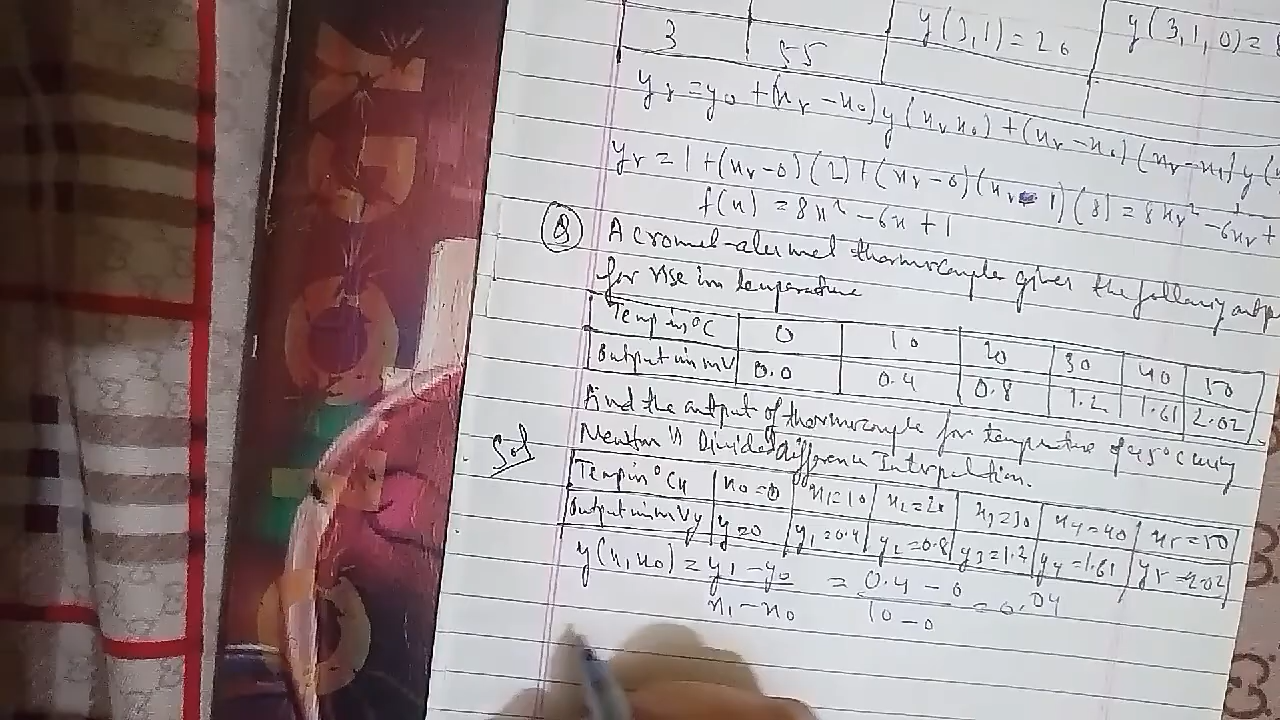 3 55 y(3,1)=26 y(3,1,0)=8
yr=y0+(xr-x0)y(xrx0)+(xr-x0)(xr-x1)y(x
yr=1+(xr-0)(2)+(xr-0)(xr-1)(8)=8xr²-6xr+
f(x)=8x²-6x+1
Q A cromel-alumel thermocouple gives the following outp
for rise in temperature
Temp in °C 0 10 20 30 40 50
Output in mV 0.0 0.4 0.8 1.2 1.61 2.02
Find the output of thermocouple for temperature of 45°C using
Sol Newton's Divided difference Interpolation.
Temp in °C x x0=0 x1=10 x2=20 x3=30 x4=40 x5=50
Output in mV y y=0 y1=0.4 y2=0.8 y3=1.2 y4=1.61 y5=2.02
y(x1x0)=y1-y0/x1-x0 = 0.4-0/10-0 =0.04